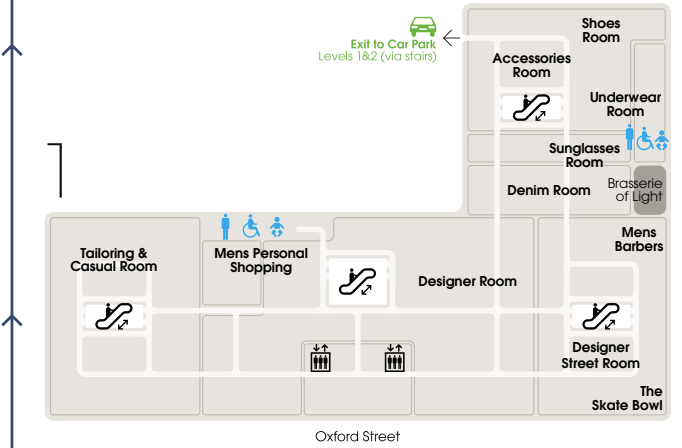 Shoes
Room
Exit to Car Park
Levels 1&2 (via stairs)
Accessories
Room
Underwear
Room
Sunglasses
Room
Denim Room
Brasserie
of Light
Mens
Barbers
Tailoring &
Casual Room
Mens Personal
Shopping
Designer Room
Designer
Street Room
The
Skate Bowl
Oxford Street